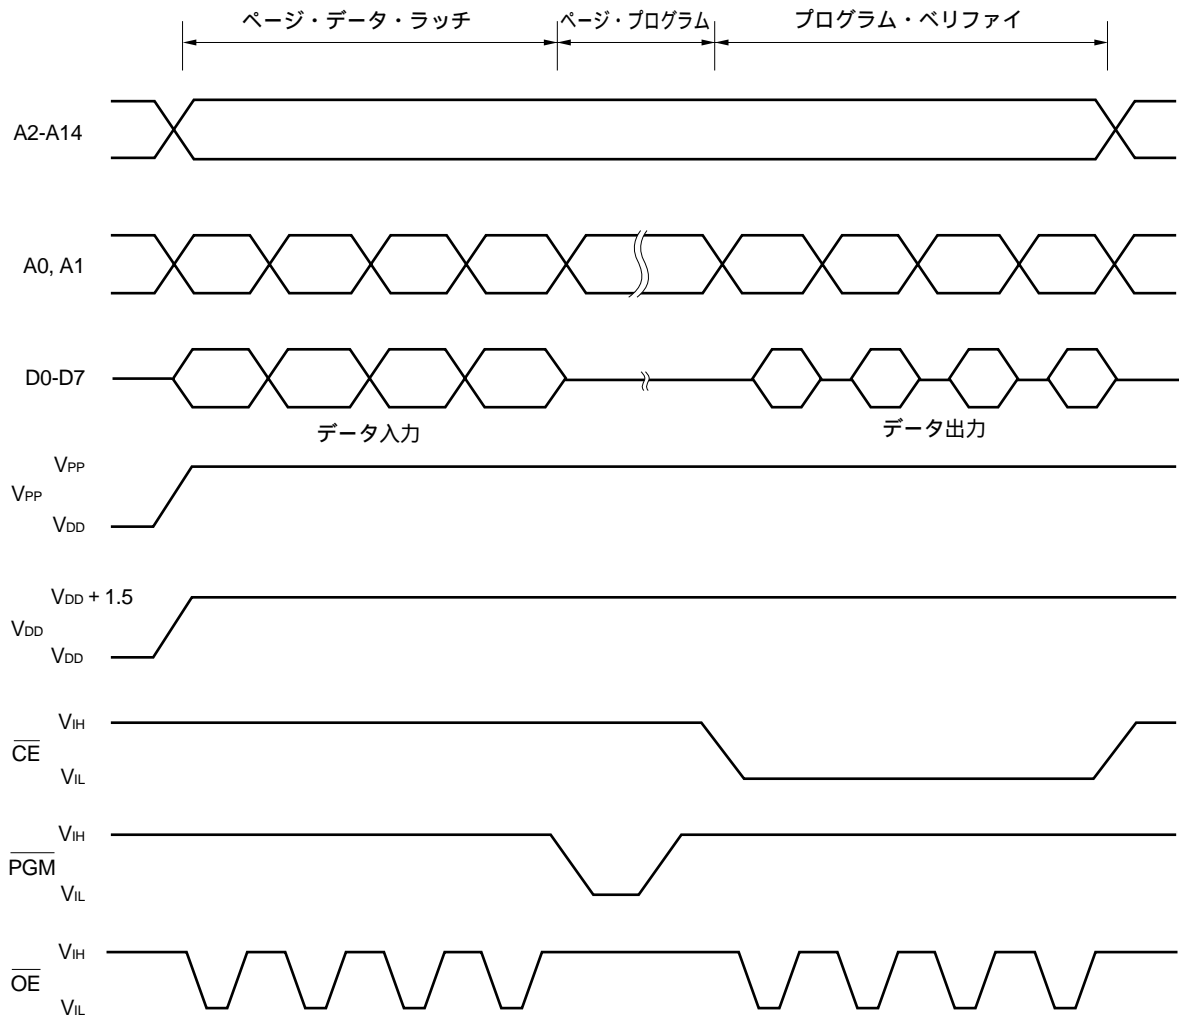 ページ・データ・ラッチ ページ・プログラム プログラム・ベリファイ
A2-A14
A0, A1
D0-D7
データ入力 データ出力
VPP
VPP
VDD
VDD + 1.5
VDD
VDD
VIH
CE
VIL
VIH
PGM
VIL
VIH
OE
VIL